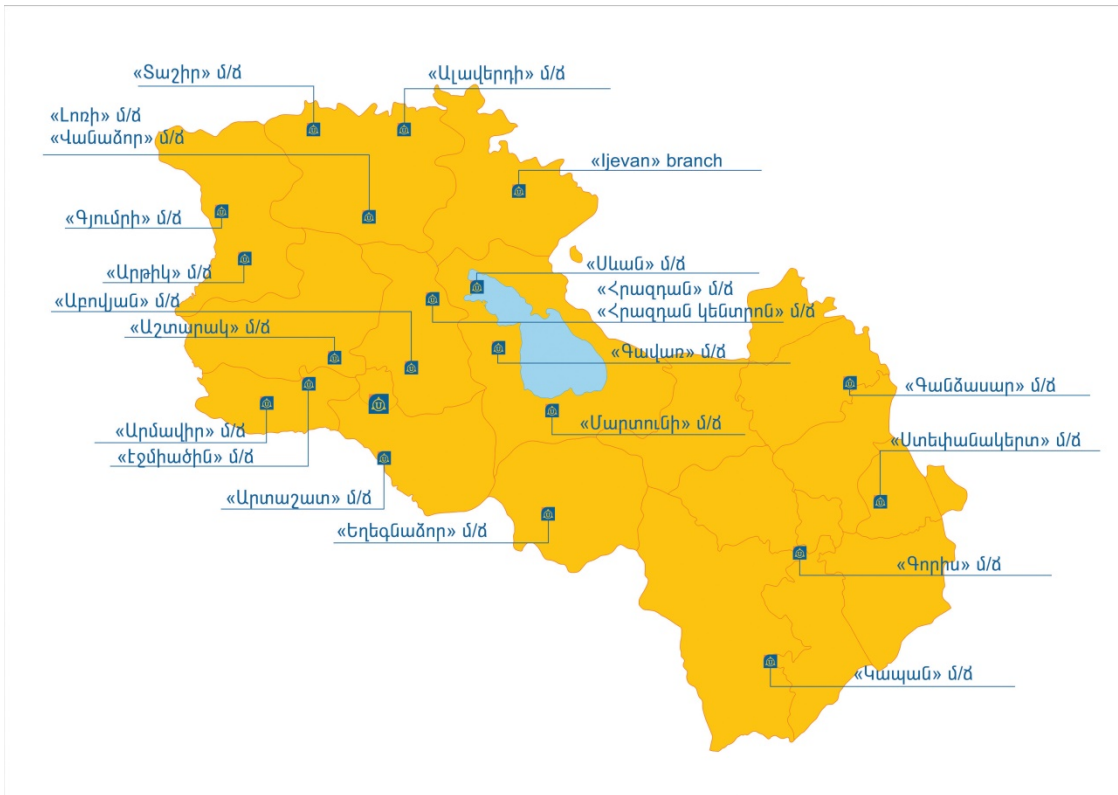 «Տաշիր» մ/ճ
«Ալավերդի» մ/ճ
«Լոռի» մ/ճ
«Վանաձոր» մ/ճ
«Ijevan» branch
«Գյումրի» մ/ճ
«Արթիկ» մ/ճ
«Սևան» մ/ճ
«Հրազդան» մ/ճ
«Հրազդան կենտրոն» մ/ճ
«Աբովյան» մ/ճ
«Աշտարակ» մ/ճ
«Գավառ» մ/ճ
«Գանձասար» մ/ճ
«Մարտունի» մ/ճ
«Արմավիր» մ/ճ
«Էջմիածին» մ/ճ
«Ստեփանակերտ» մ/ճ
«Արտաշատ» մ/ճ
«Եղեգնաձոր» մ/ճ
«Գորիս» մ/ճ
«Կապան» մ/ճ